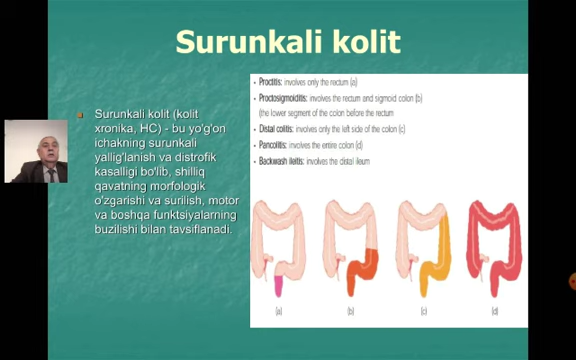 Surunkali kolit
Surunkali kolit (kolit
xronika, HC) - bu yo'g'on
ichakning surunkali
yallig'lanish va distrofik
kasalligi bo'lib, shilliq
qavatning morfologik
o'zgarishi va surilish, motor
va boshqa funktsiyalarning
buzilishi bilan tavsiflanadi.
• Proctitis: involves only the rectum (a)
• Proctosigmoiditis: involves the rectum and sigmoid colon (b)
(the lower segment of the colon before the rectum
• Distal colitis: involves only the left side of the colon (c)
• Pancolitis: involves the entire colon (d)
• Backwash ileitis: involves the distal ileum
(a) (b) (c) (d)